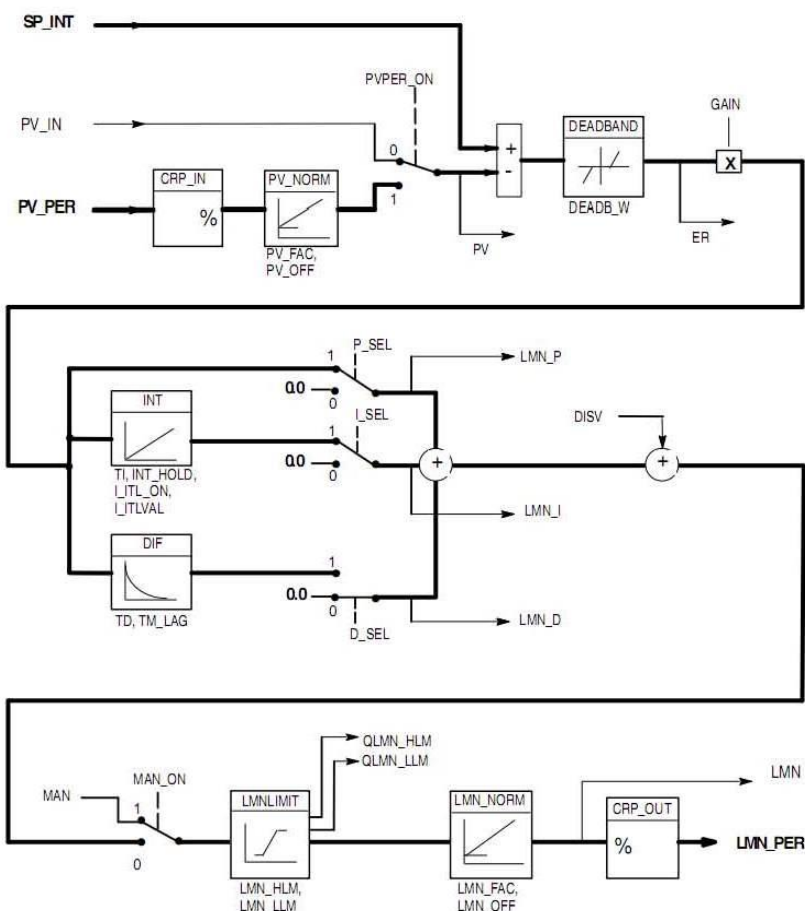 SP_INT
PVPER_ON
GAIN
PV_IN
DEADBAND
0
+
-
X
CRP_IN
PV_NORM
PV_PER
%
1
DEADB_W
PV
ER
PV_FAC,
PV_OFF
P_SEL
1
LMN_P
INT
0.0
0
I_SEL
DISV
1
0.0
+
+
TI, INT_HOLD,
I_ITL_ON,
I_ITLVAL
0
LMN_I
DIF
1
0.0
0
TD, TM_LAG
D_SEL
LMN_D
QLMN_HLM
QLMN_LLM
MAN_ON
LMN
MAN
1
LMNLIMIT
LMN_NORM
CRP_OUT
%
LMN_PER
0
LMN_HLM,
LMN_LLM
LMN_FAC,
LMN_OFF